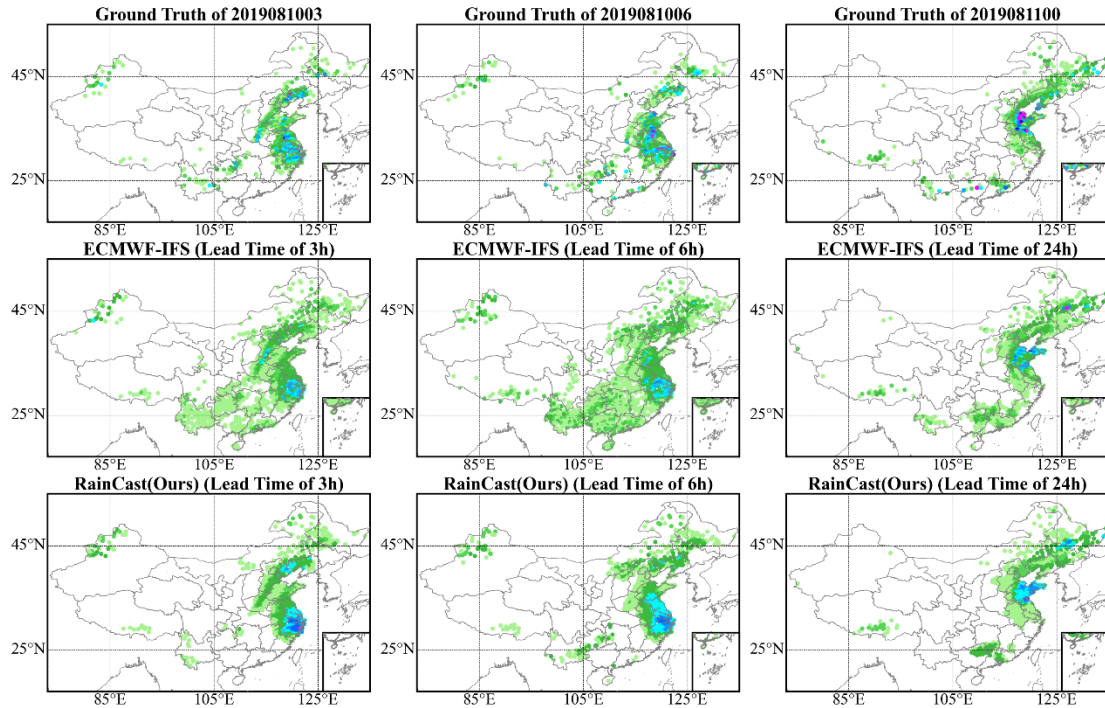 Ground Truth of 2019081003
Ground Truth of 2019081006
Ground Truth of 2019081100
45°N
45°N
45°N
25°N
25°N
25°N
85°E 105°E 125°E
85°E 105°E 125°E
85°E 105°E 125°E
ECMWF-IFS (Lead Time of 3h)
ECMWF-IFS (Lead Time of 6h)
ECMWF-IFS (Lead Time of 24h)
45°N
45°N
45°N
25°N
25°N
25°N
85°E 105°E 125°E
85°E 105°E 125°E
85°E 105°E 125°E
RainCast(Ours) (Lead Time of 3h)
RainCast(Ours) (Lead Time of 6h)
RainCast(Ours) (Lead Time of 24h)
45°N
45°N
45°N
25°N
25°N
25°N
85°E 105°E 125°E
85°E 105°E 125°E
85°E 105°E 125°E